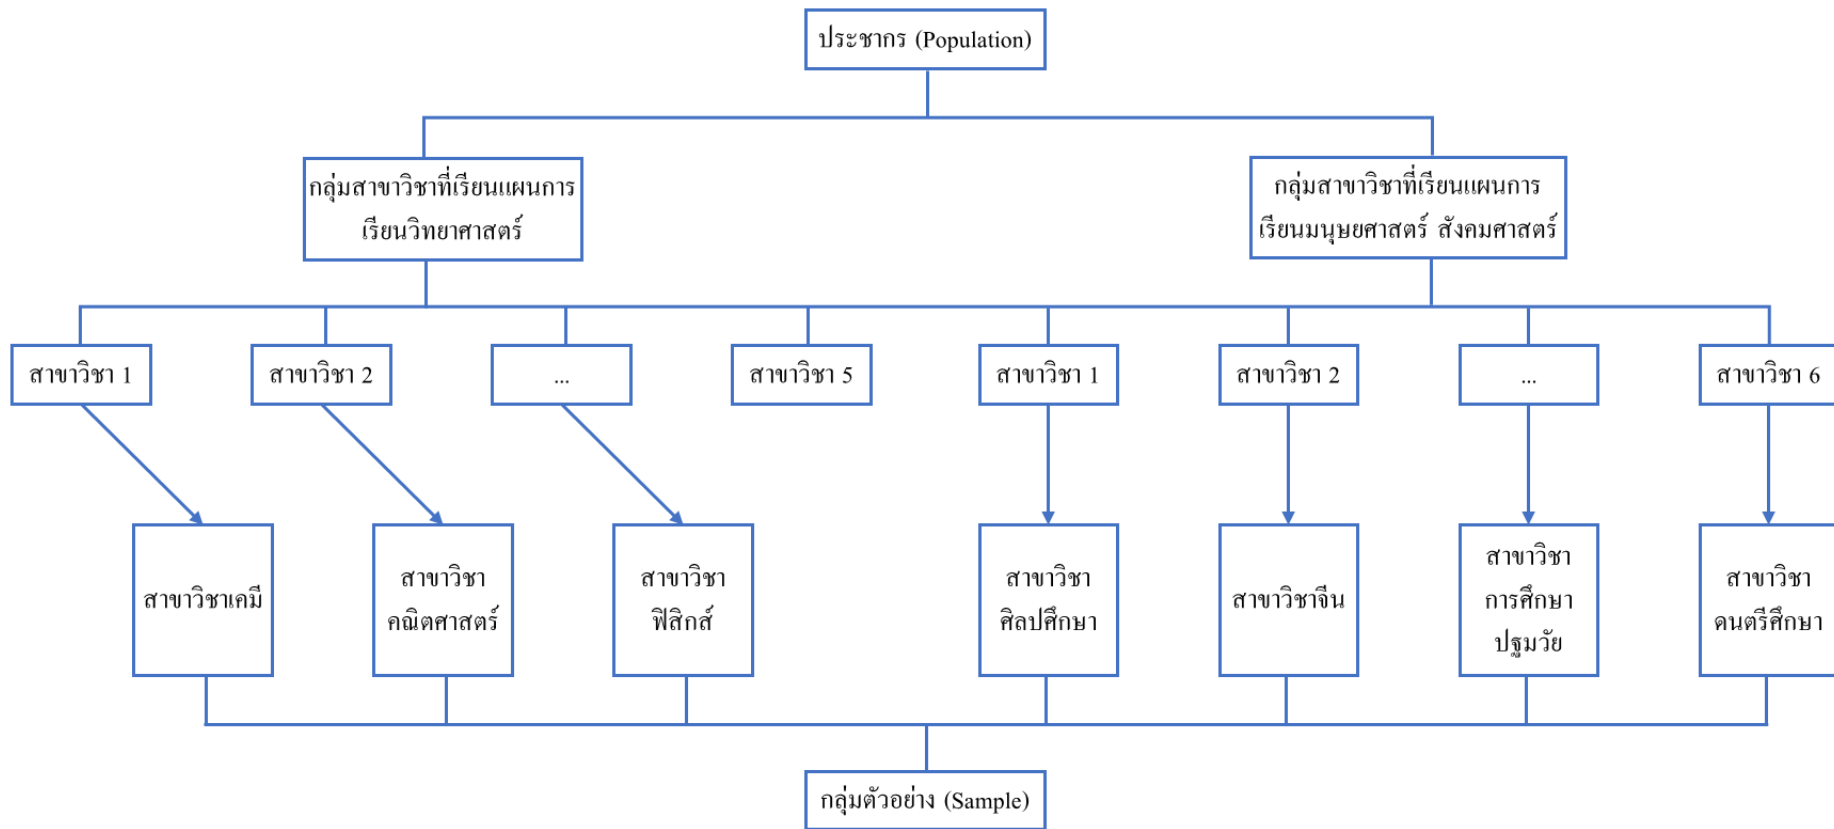 ประชากร (Population)
กลุ่มสาขาวิชาที่เรียนแผนการ
เรียนวิทยาศาสตร์
กลุ่มสาขาวิชาที่เรียนแผนการ
เรียนมนุษยศาสตร์ สังคมศาสตร์
สาขาวิชา 1
สาขาวิชา 2
...
สาขาวิชา 5
สาขาวิชา 1
สาขาวิชา 2
...
สาขาวิชา 6
สาขาวิชาเคมี
สาขาวิชา
คณิตศาสตร์
สาขาวิชา
ฟิสิกส์
สาขาวิชา
ศิลปศึกษา
สาขาวิชาจีน
สาขาวิชา
การศึกษา
ปฐมวัย
สาขาวิชา
ดนตรีศึกษา
กลุ่มตัวอย่าง (Sample)